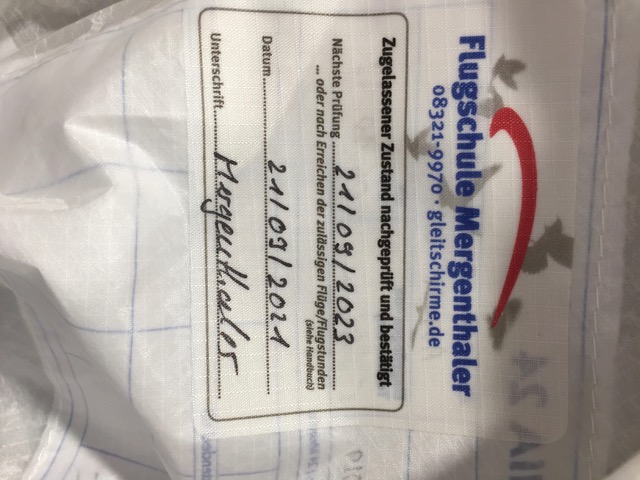 Flugschule Mergenthaler
08321-9970 · gleitschirme.de
Zugelassener Zustand nachgeprüft und bestätigt
Nächste Prüfung 21/09/2023
... oder nach Erreichen der zulässigen Flüge/Flugstunden
(siehe Handbuch)
Datum 21/09/2021
Unterschrift Mergenthaler